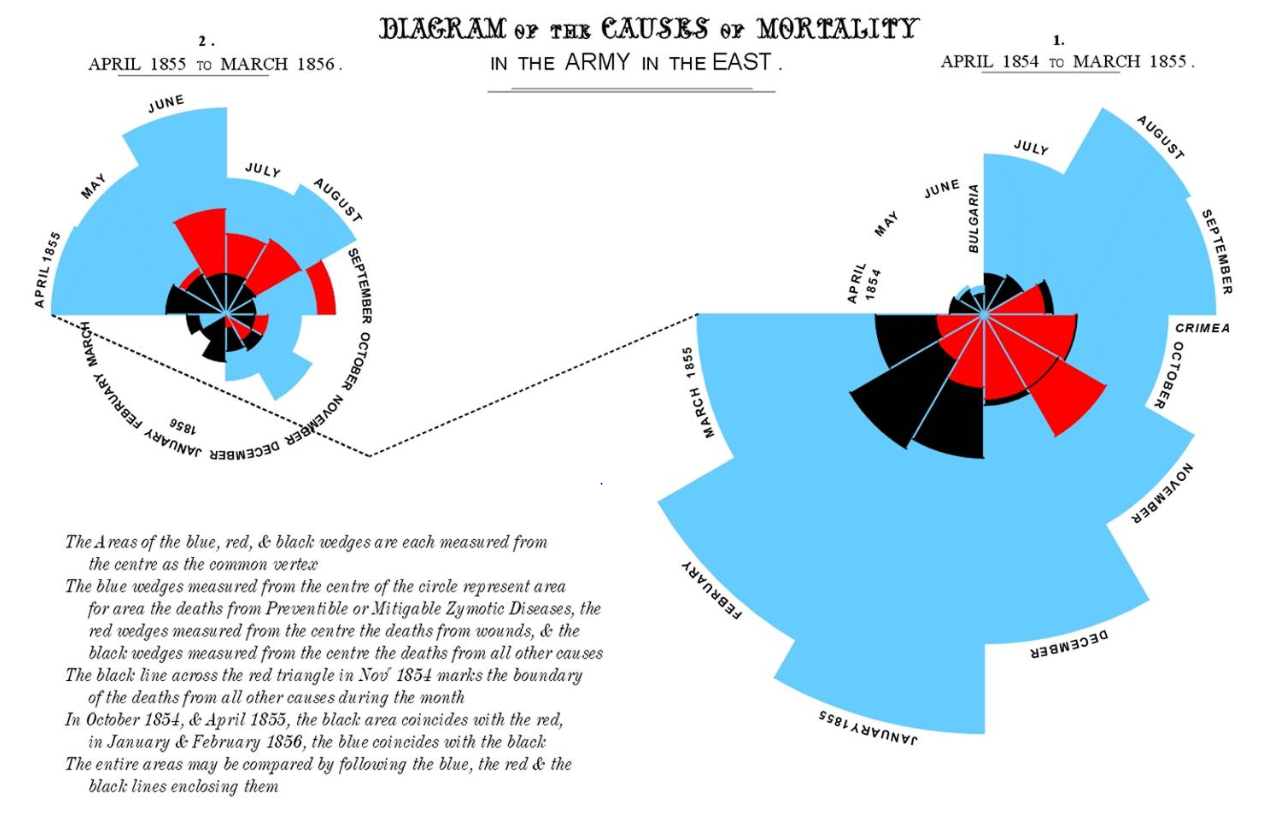 DIAGRAM OF THE CAUSES OF MORTALITY
IN THE ARMY IN THE EAST.
2.
APRIL 1855 TO MARCH 1856.
1.
APRIL 1854 TO MARCH 1855.
APRIL 1855
MAY
JUNE
JULY
AUGUST
SEPTEMBER
OCTOBER
NOVEMBER
DECEMBER
JANUARY 1856
FEBRUARY
MARCH
APRIL 1854
MAY
JUNE
BULGARIA
JULY
AUGUST
SEPTEMBER
CRIMEA
OCTOBER
NOVEMBER
DECEMBER
JANUARY 1855
FEBRUARY
MARCH 1855
The Areas of the blue, red, & black wedges are each measured from
the centre as the common vertex
The blue wedges measured from the centre of the circle represent area
for area the deaths from Preventible or Mitigable Zymotic Diseases, the
red wedges measured from the centre the deaths from wounds, & the
black wedges measured from the centre the deaths from all other causes
The black line across the red triangle in Nov' 1854 marks the boundary
of the deaths from all other causes during the month
In October 1854, & April 1855, the black area coincides with the red,
in January & February 1856, the blue coincides with the black
The entire areas may be compared by following the blue, the red & the
black lines enclosing them